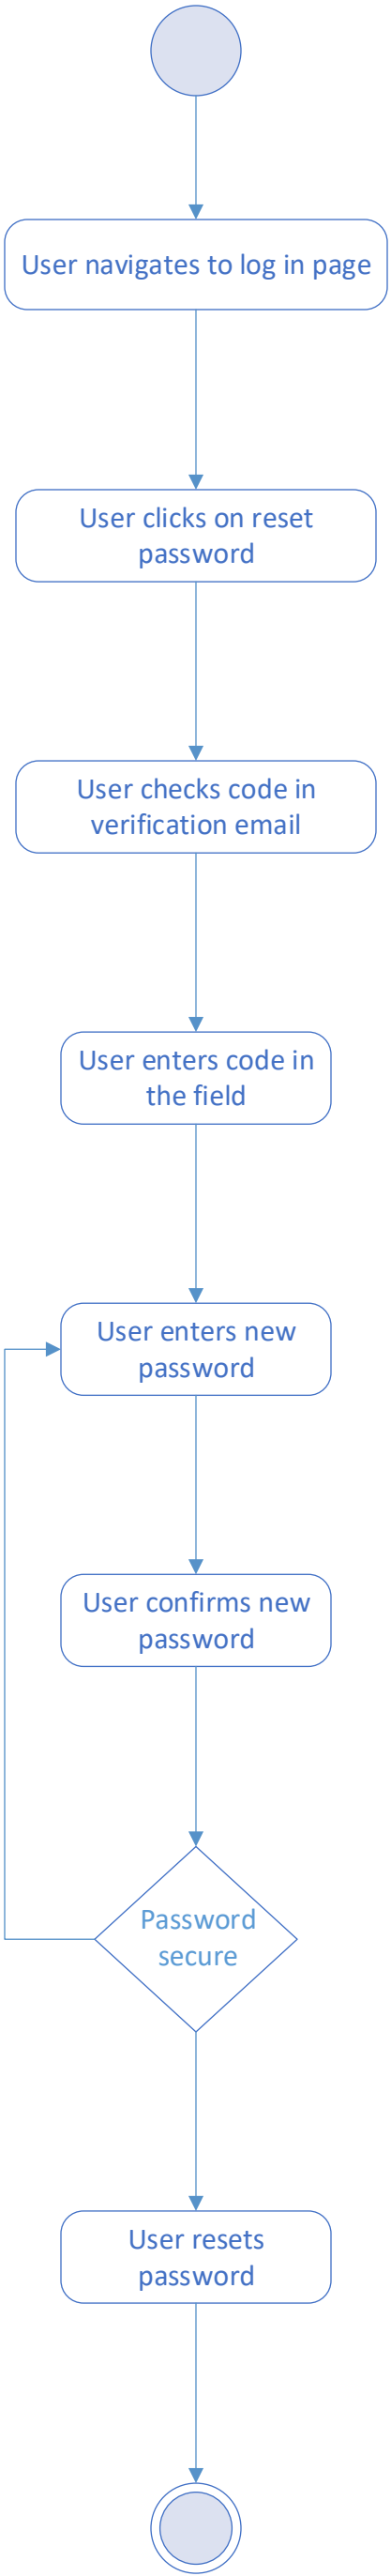 User navigates to log in page
User clicks on reset
password
User checks code in
verification email
User enters code in
the field
User enters new
password
User confirms new
password
Password
secure
User resets
password